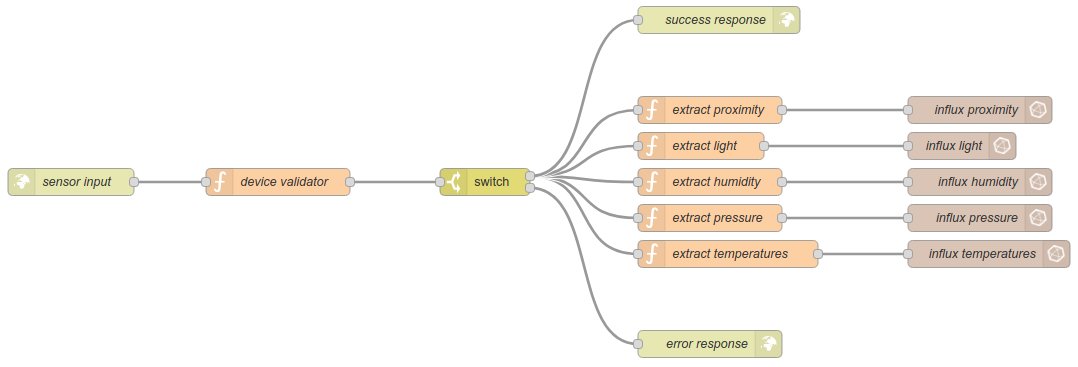 success response
extract proximity
influx proximity
extract light
influx light
sensor input
device validator
switch
extract humidity
influx humidity
extract pressure
influx pressure
extract temperatures
influx temperatures
error response